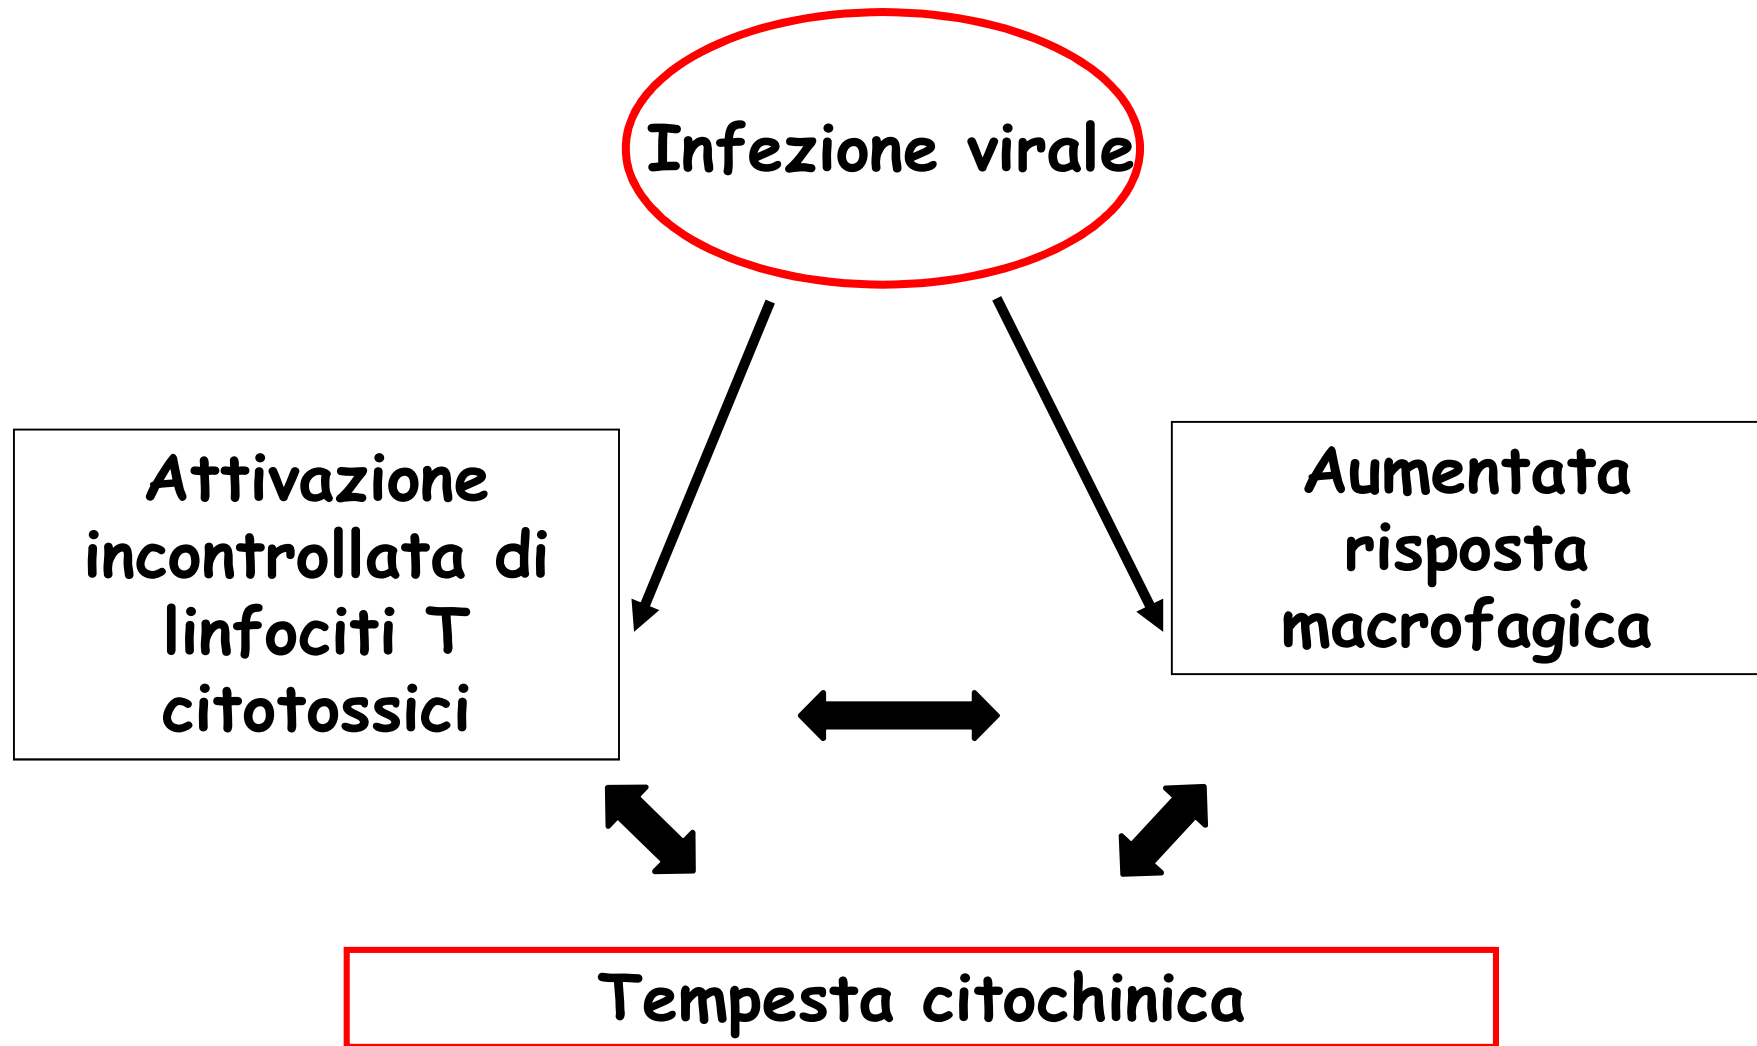 Infezione virale
Attivazione
incontrollata di
linfociti T
citotossici
Aumentata
risposta
macrofagica
Tempesta citochinica